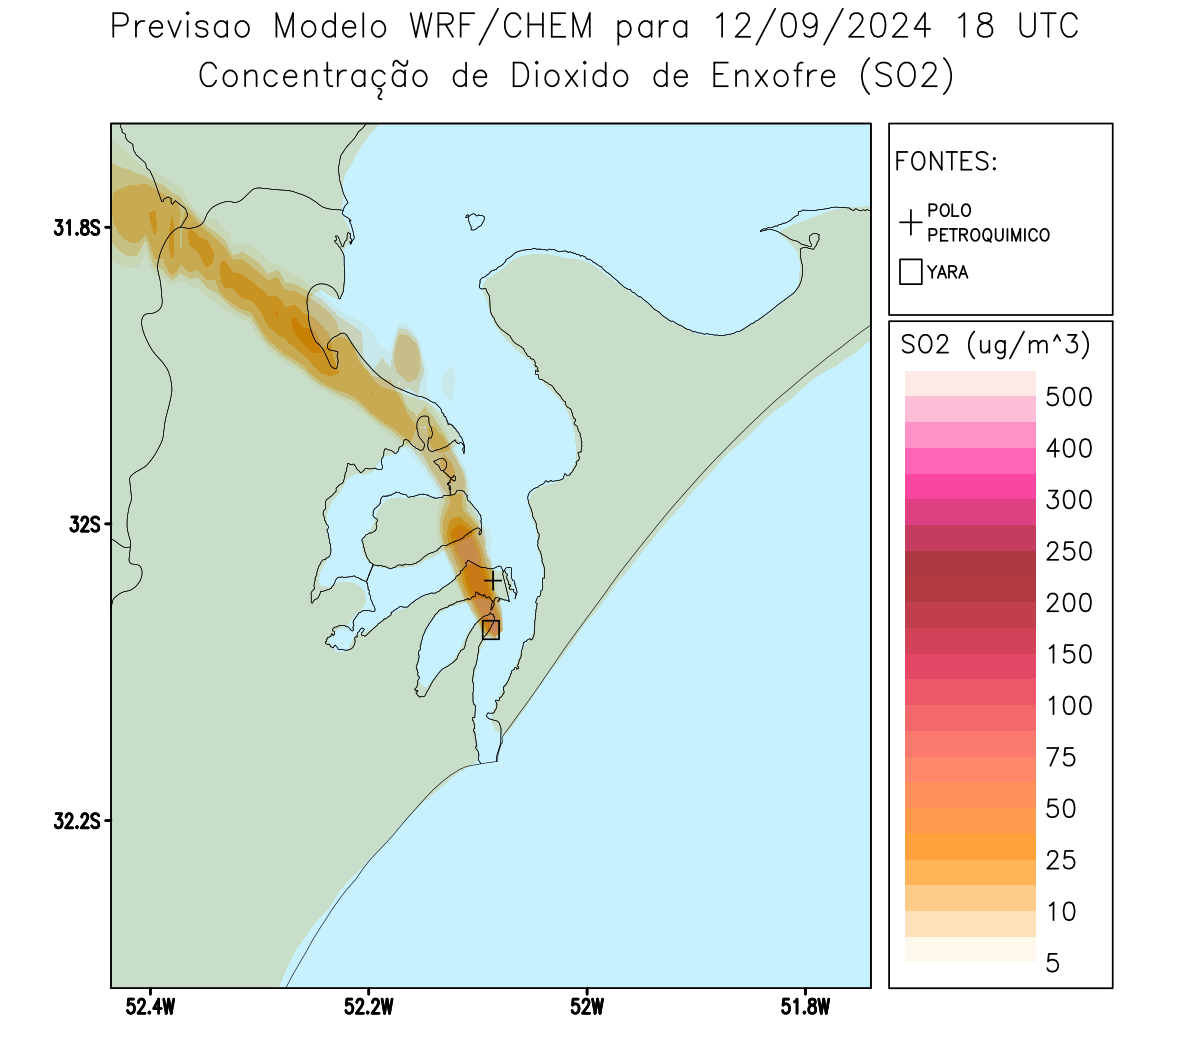 Previsao Modelo WRF/CHEM para 12/09/2024 18 UTC
Concentração de Dioxido de Enxofre (SO2)
FONTES:
POLO
PETROQUIMICO
YARA
31.8S
32S
32.2S
52.4W
52.2W
52W
51.8W
SO2 (ug/m^3)
500
400
300
250
200
150
100
75
50
25
10
5